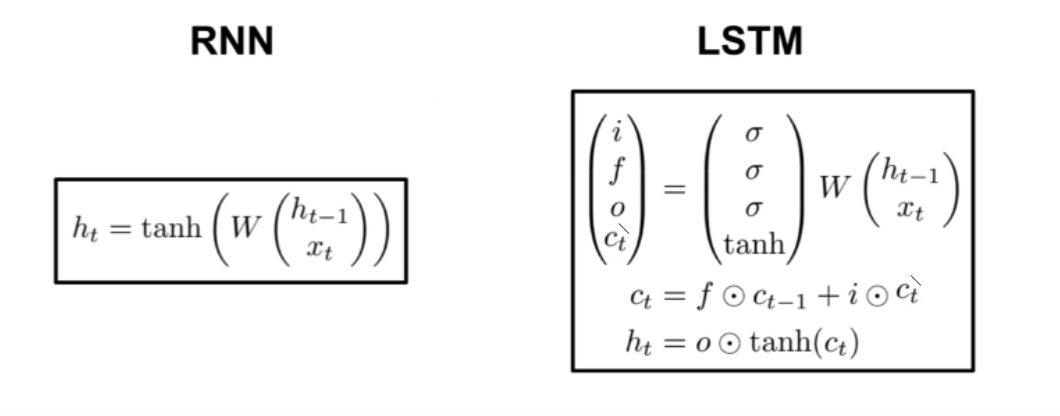 RNN
h_t = tanh ( W ( h_{t−1} x_t ) )
LSTM
( i f o c_t` ) = ( σ σ σ tanh ) W ( h_{t−1} x_t )
c_t = f ⊙ c_{t−1} + i ⊙ c_t`
h_t = o ⊙ tanh(c_t)